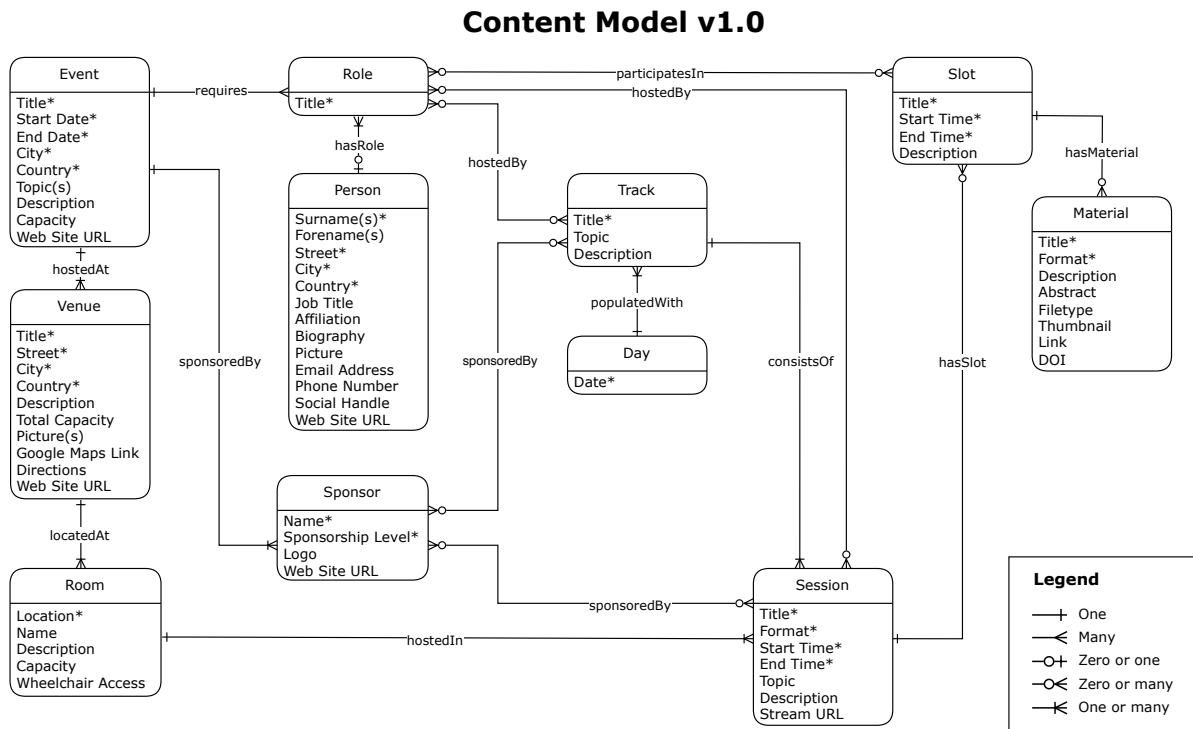 Content Model v1.0
Event
Title*
Start Date*
End Date*
City*
Country*
Topic(s)
Description
Capacity
Web Site URL
requires
Role
Title*
participatesIn
hostedBy
Slot
Title*
Start Time*
End Time*
Description
hasRole
hostedBy
hasMaterial
Person
Surname(s)*
Forename(s)
Street*
City*
Country*
Job Title
Affiliation
Biography
Picture
Email Address
Phone Number
Social Handle
Web Site URL
Track
Title*
Topic
Description
Material
Title*
Format*
Description
Abstract
Filetype
Thumbnail
Link
DOI
hostedAt
Venue
Title*
Street*
City*
Country*
Description
Total Capacity
Picture(s)
Google Maps Link
Directions
Web Site URL
populatedWith
Day
Date*
sponsoredBy
sponsoredBy
consistsOf
hasSlot
locatedAt
Sponsor
Name*
Sponsorship Level*
Logo
Web Site URL
Room
Location*
Name
Description
Capacity
Wheelchair Access
hostedIn
sponsoredBy
Session
Title*
Format*
Start Time*
End Time*
Topic
Description
Stream URL
Legend
One
Many
Zero or one
Zero or many
One or many